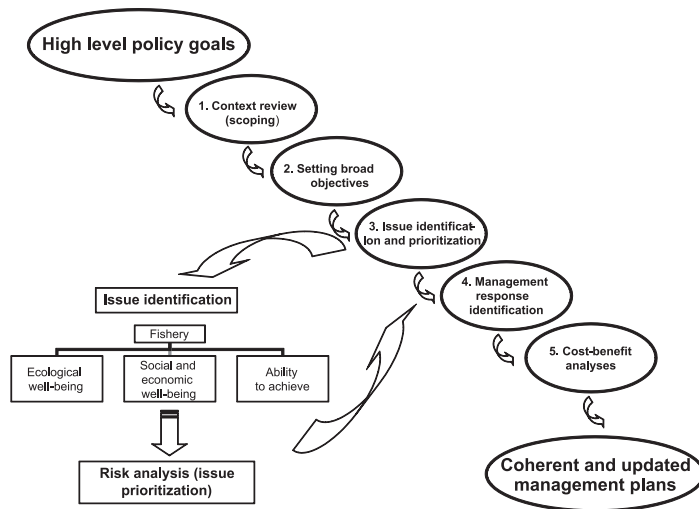 High level policy goals
1. Context review
(scoping)
2. Setting broad
objectives
3. Issue identificat-
ion and prioritization
4. Management
response
identification
5. Cost-benefit
analyses
Coherent and updated
management plans
Issue identification
Fishery
Ecological
well-being
Social and
economic
well-being
Ability
to achieve
Risk analysis (issue
prioritization)